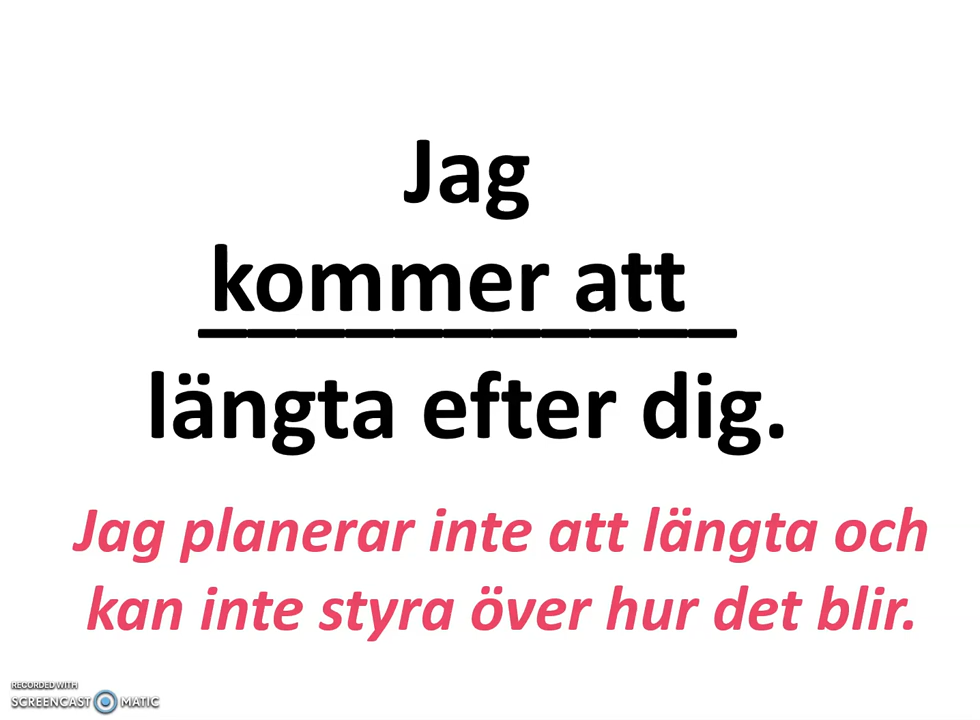 Jag
kommer att
längta efter dig.
Jag planerar inte att längta och
kan inte styra över hur det blir.
RECORDED WITH
SCREENCAST MATIC